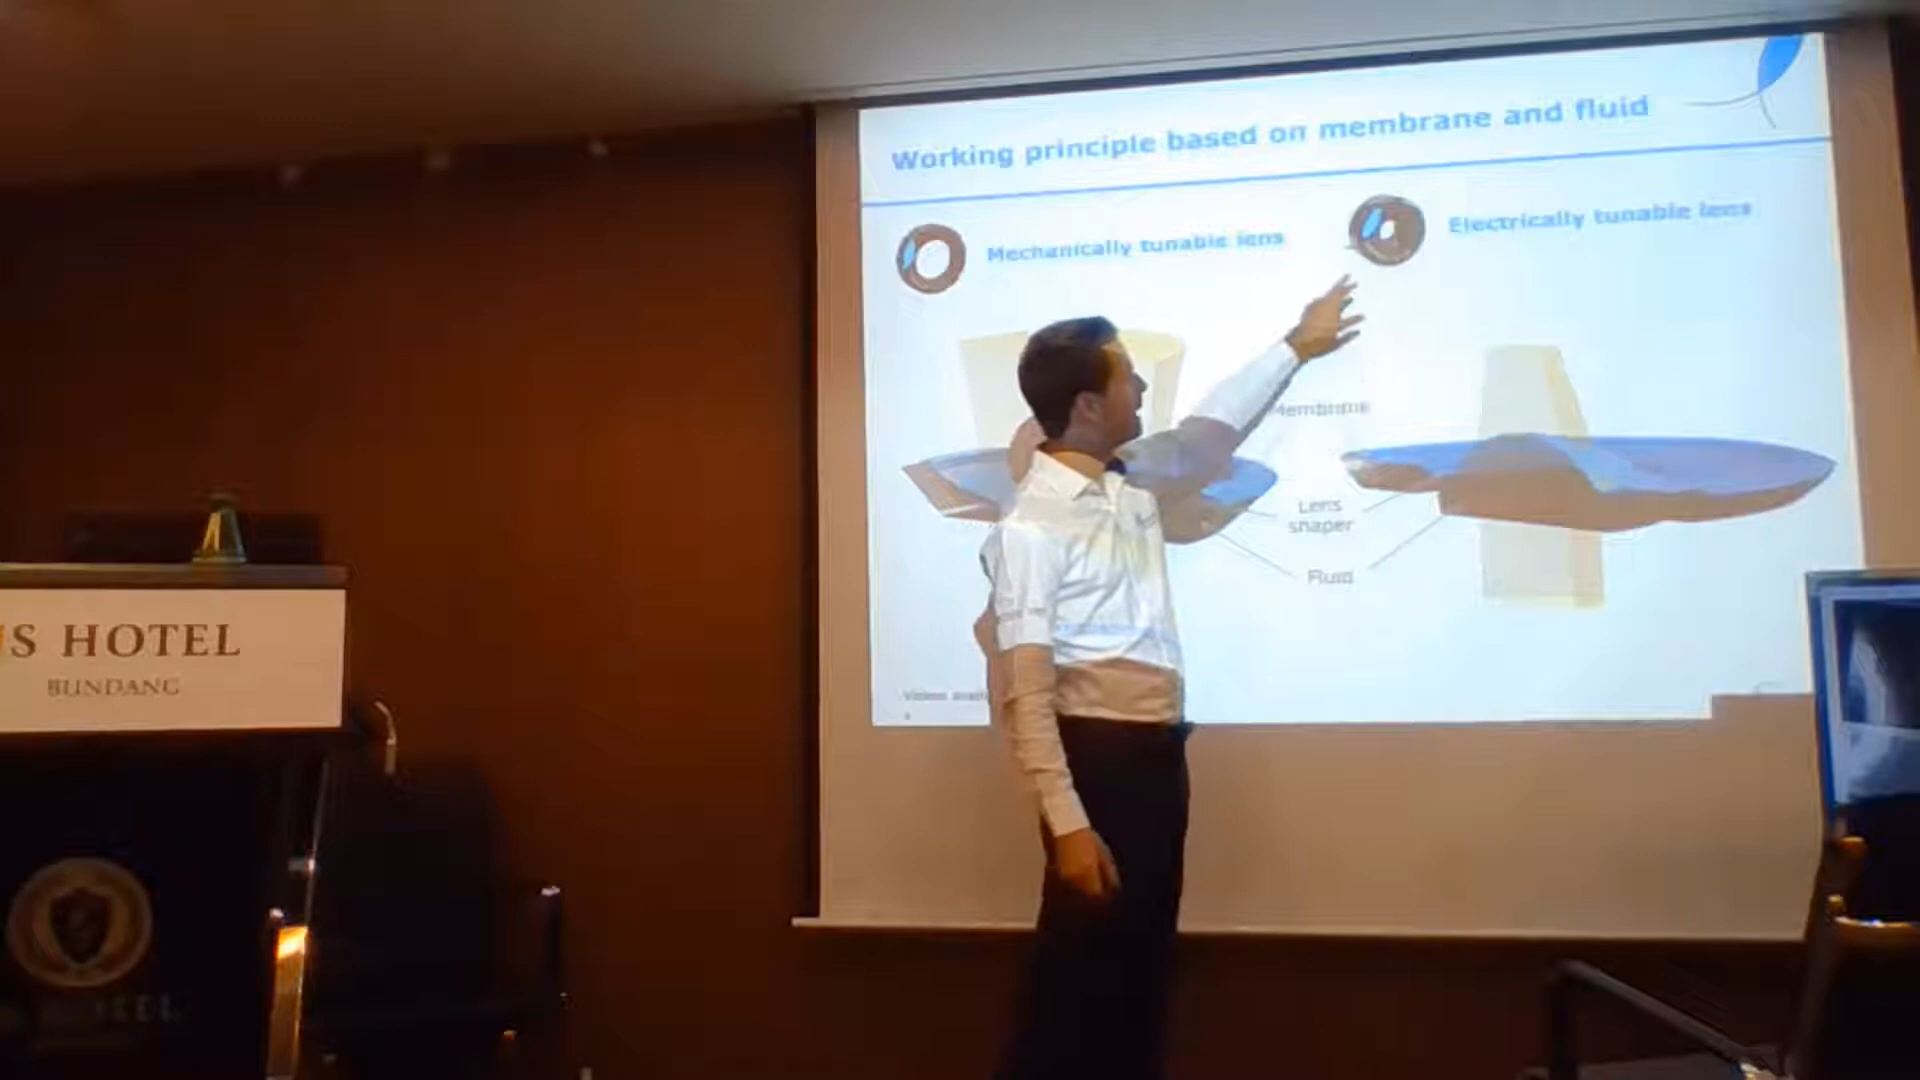 Working principle based on membrane and fluid
Mechanically tunable lens
Electrically tunable lens
Membrane
Lens
shaper
Fluid
Videos
S HOTEL
BUNDANG